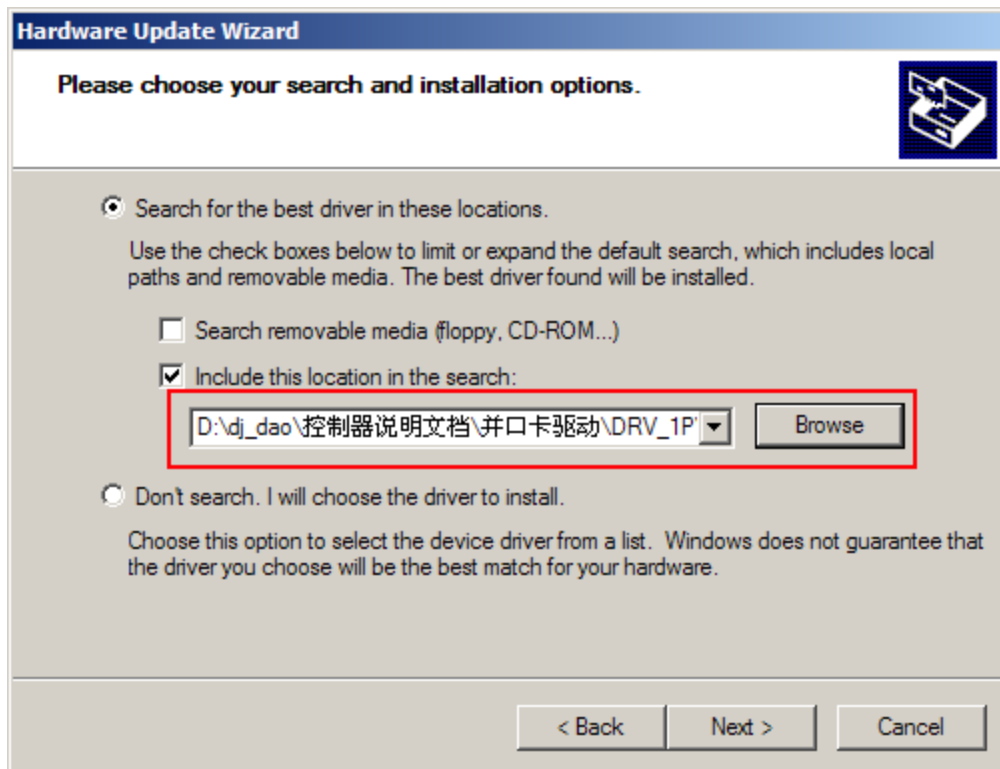 Hardware Update Wizard
Please choose your search and installation options.
Search for the best driver in these locations.
Use the check boxes below to limit or expand the default search, which includes local
paths and removable media. The best driver found will be installed.
Search removable media (floppy, CD-ROM...)
Include this location in the search:
D:\dj_dao\控制器说明文档\并口卡驱动\DRV_1P
Browse
Don't search. I will choose the driver to install.
Choose this option to select the device driver from a list.  Windows does not guarantee that
the driver you choose will be the best match for your hardware.
< Back
Next >
Cancel